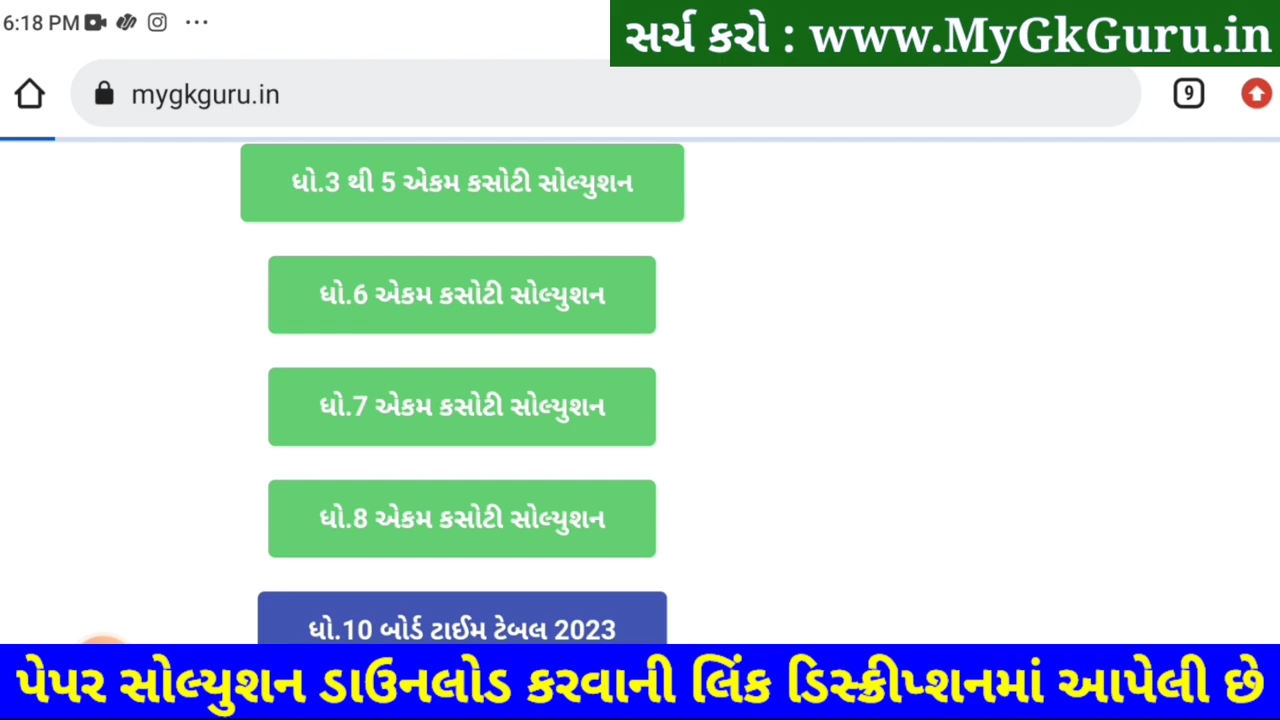 6:18 PM
સર્ચ કરો : www.MyGkGuru.in
mygkguru.in
9
ધો.3 થી 5 એકમ કસોટી સોલ્યુશન
ધો.6 એકમ કસોટી સોલ્યુશન
ધો.7 એકમ કસોટી સોલ્યુશન
ધો.8 એકમ કસોટી સોલ્યુશન
ધો.10 બોર્ડ ટાઈમ ટેબલ 2023
પેપર સોલ્યુશન ડાઉનલોડ કરવાની લિંક ડિસ્ક્રીપ્શનમાં આપેલી છે